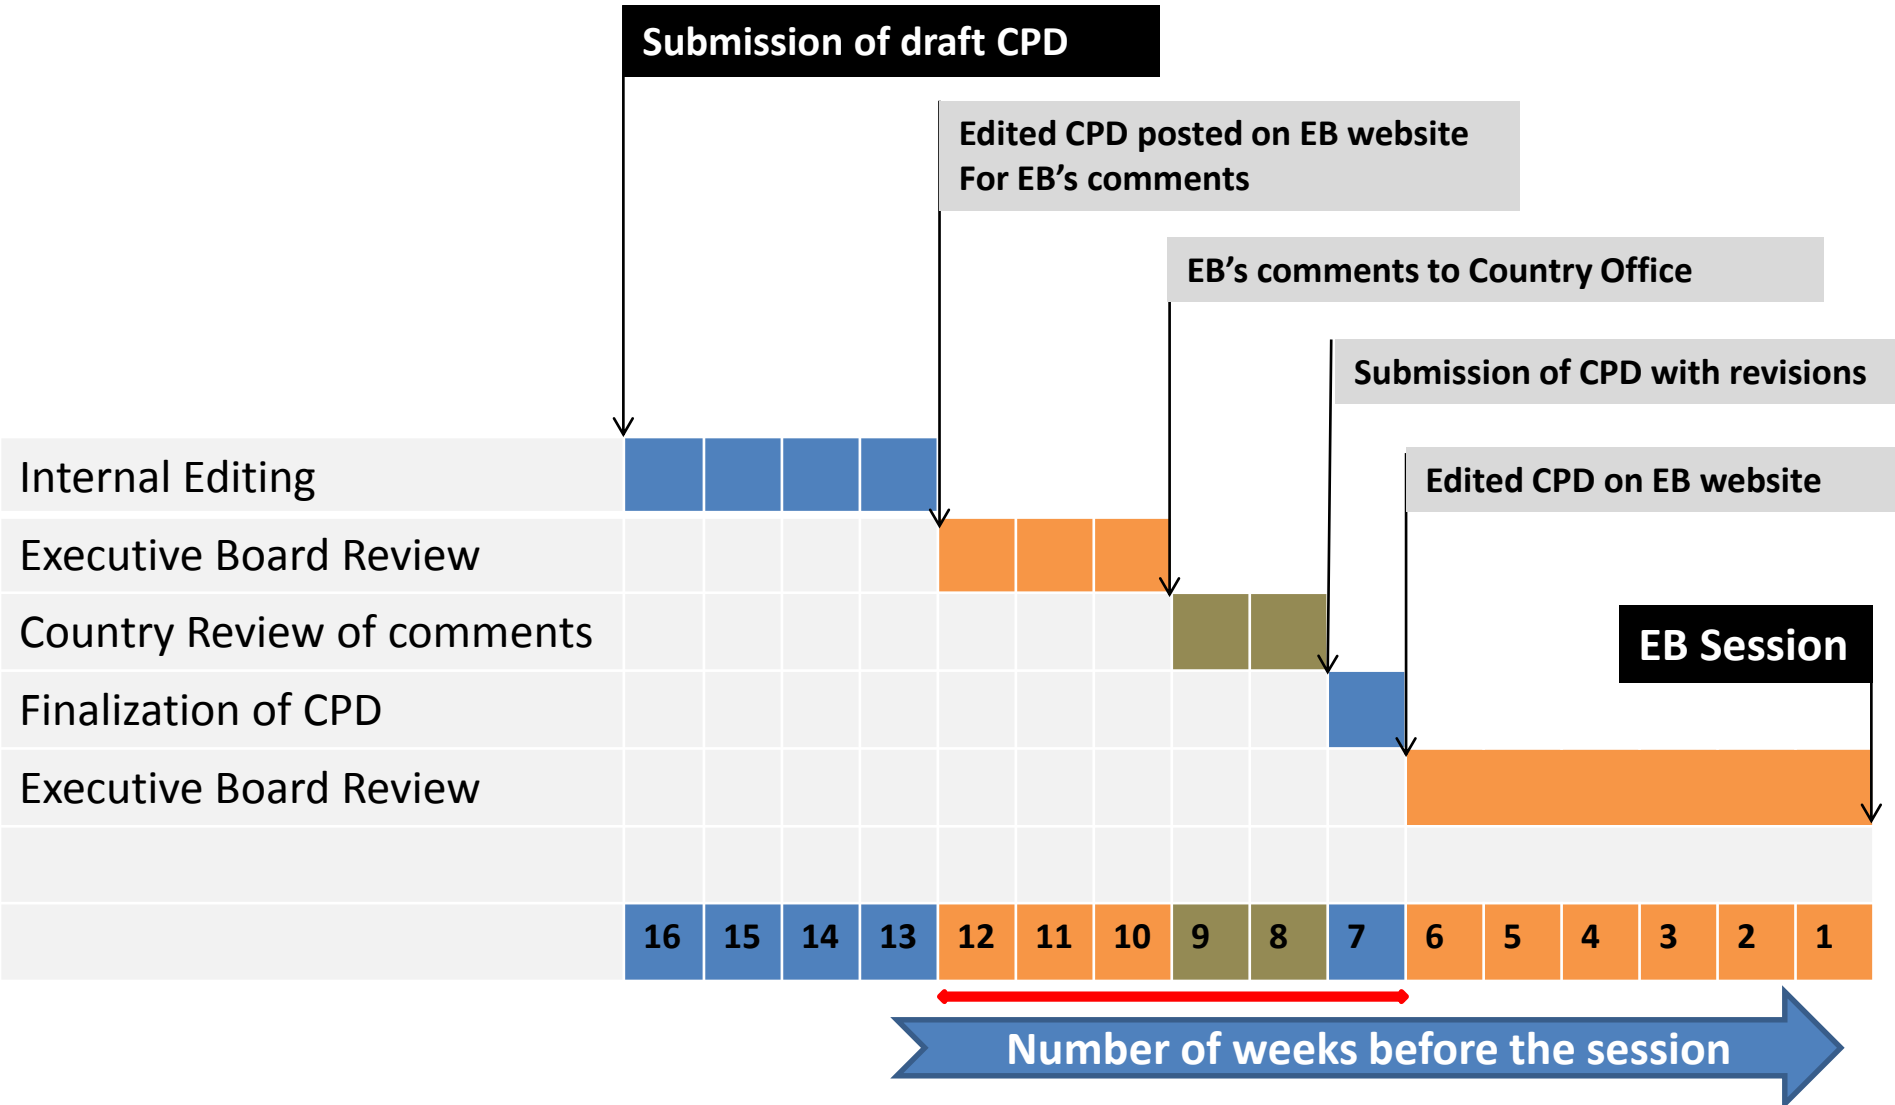 Submission of draft CPD
Edited CPD posted on EB website
For EB’s comments
EB’s comments to Country Office
Submission of CPD with revisions
Internal Editing
Edited CPD on EB website
Executive Board Review
Country Review of comments
EB Session
Finalization of CPD
Executive Board Review
16 15 14 13 12 11 10 9 8 7 6 5 4 3 2 1
Number of weeks before the session